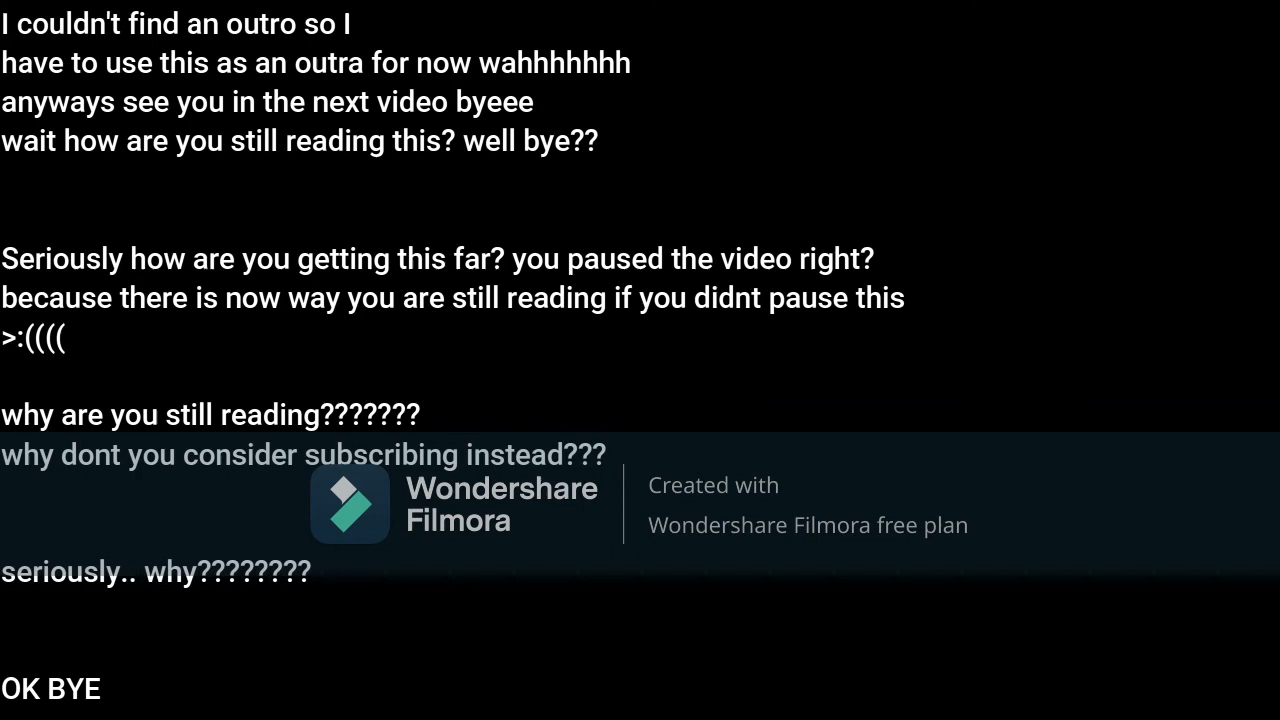 I couldn't find an outro so I
have to use this as an outra for now wahhhhhhh
anyways see you in the next video byeee
wait how are you still reading this? well bye??
Seriously how are you getting this far? you paused the video right?
because there is now way you are still reading if you didnt pause this
>:((((
why are you still reading???????
why dont you consider subscribing instead???
Wondershare
Filmora
Created with
Wondershare Filmora free plan
seriously.. why????????
OK BYE